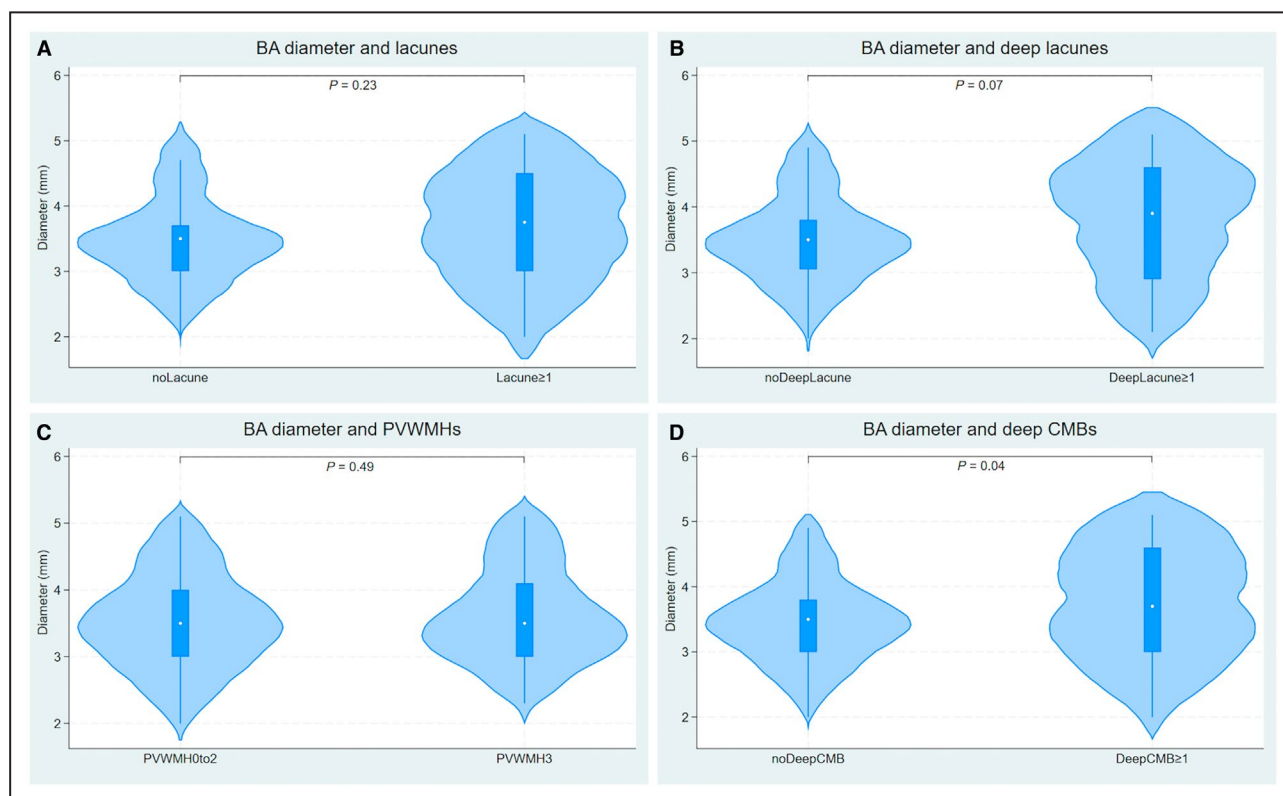 A
BA diameter and lacunes
6
P = 0.23
5
4
3
2
Diameter (mm)
noLacune
Lacune≥1
B
BA diameter and deep lacunes
6
P = 0.07
5
4
3
2
Diameter (mm)
noDeepLacune
DeepLacune≥1
C
BA diameter and PVWMHs
6
P = 0.49
5
4
3
2
Diameter (mm)
PVWMH0to2
PVWMH3
D
BA diameter and deep CMBs
6
P = 0.04
5
4
3
2
Diameter (mm)
noDeepCMB
DeepCMB≥1